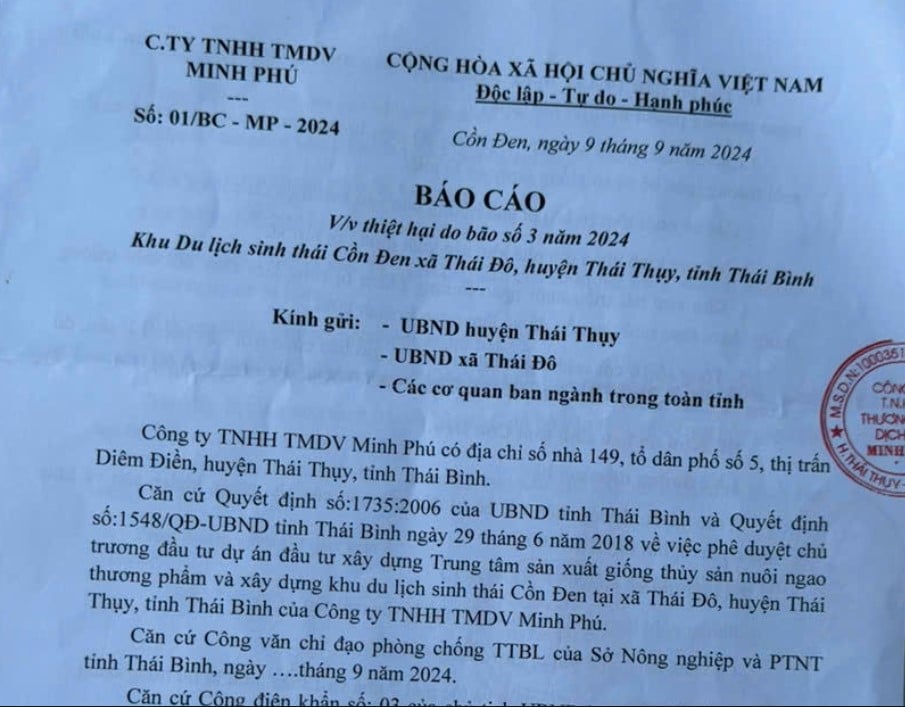 C.TY TNHH TMDV
MINH PHÚ
---
Số: 01/BC - MP - 2024
CỘNG HÒA XÃ HỘI CHỦ NGHĨA VIỆT NAM
Độc lập - Tự do - Hạnh phúc
Cồn Đen, ngày 9 tháng 9 năm 2024
BÁO CÁO
V/v thiệt hại do bão số 3 năm 2024
Khu Du lịch sinh thái Cồn Đen xã Thái Đô, huyện Thái Thụy, tỉnh Thái Bình
---
Kính gửi: - UBND huyện Thái Thụy
- UBND xã Thái Đô
- Các cơ quan ban ngành trong toàn tỉnh
Công ty TNHH TMDV Minh Phú có địa chỉ số nhà 149, tổ dân phố số 5, thị trấn
Diêm Điền, huyện Thái Thụy, tỉnh Thái Bình.
Căn cứ Quyết định số:1735:2006 của UBND tỉnh Thái Bình và Quyết định
số:1548/QĐ-UBND tỉnh Thái Bình ngày 29 tháng 6 năm 2018 về việc phê duyệt chủ
trương đầu tư dự án đầu tư xây dựng Trung tâm sản xuất giống thủy sản nuôi ngao
thương phẩm và xây dựng khu du lịch sinh thái Cồn Đen tại xã Thái Đô, huyện Thái
Thụy, tỉnh Thái Bình của Công ty TNHH TMDV Minh Phú.
Căn cứ Công văn chỉ đạo phòng chống TTBL của Sở Nông nghiệp và PTNT
tỉnh Thái Bình, ngày ….tháng 9 năm 2024.
Căn cứ Công điện khẩn số: 03 của
M.S.D.N:1000351
CÔNG
T.N.
THƯƠNG
DỊCH
MINH
H.THÁI THỤY